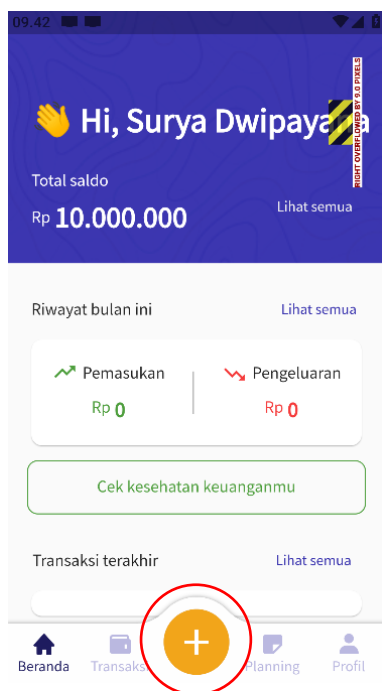 09.42
Hi, Surya Dwipayana
RIGHT OVERFLOWED BY 9.0 PIXELS
Total saldo
Rp 10.000.000
Lihat semua
Riwayat bulan ini
Lihat semua
Pemasukan
Pengeluaran
Rp 0
Rp 0
Cek kesehatan keuanganmu
Transaksi terakhir
Lihat semua
Beranda
Transaksi
Planning
Profil